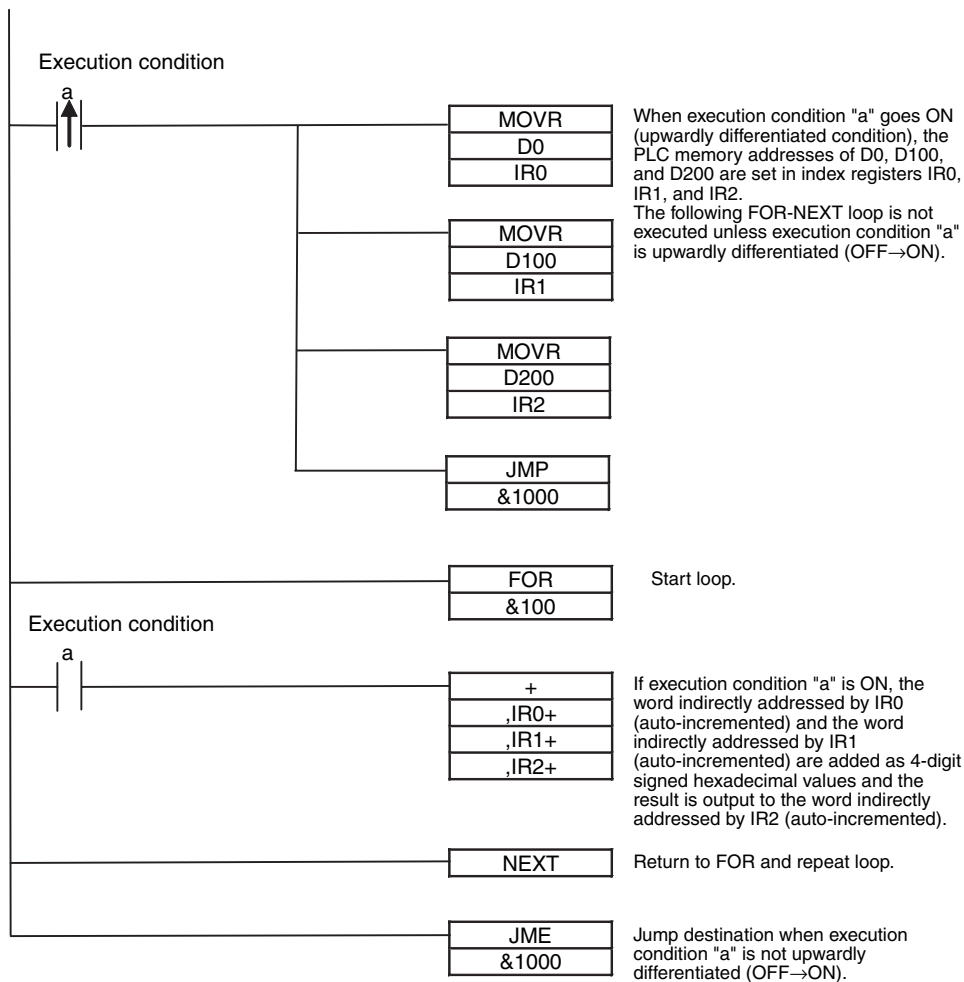 Execution condition
a
MOVR
D0
IR0
When execution condition "a" goes ON
(upwardly differentiated condition), the
PLC memory addresses of D0, D100,
and D200 are set in index registers IR0,
IR1, and IR2.
The following FOR-NEXT loop is not
executed unless execution condition "a"
is upwardly differentiated (OFF→ON).
MOVR
D100
IR1
MOVR
D200
IR2
JMP
&1000
FOR
&100
Start loop.
Execution condition
a
+
,IR0+
,IR1+
,IR2+
If execution condition "a" is ON, the
word indirectly addressed by IR0
(auto-incremented) and the word
indirectly addressed by IR1
(auto-incremented) are added as 4-digit
signed hexadecimal values and the
result is output to the word indirectly
addressed by IR2 (auto-incremented).
NEXT
Return to FOR and repeat loop.
JME
&1000
Jump destination when execution
condition "a" is not upwardly
differentiated (OFF→ON).